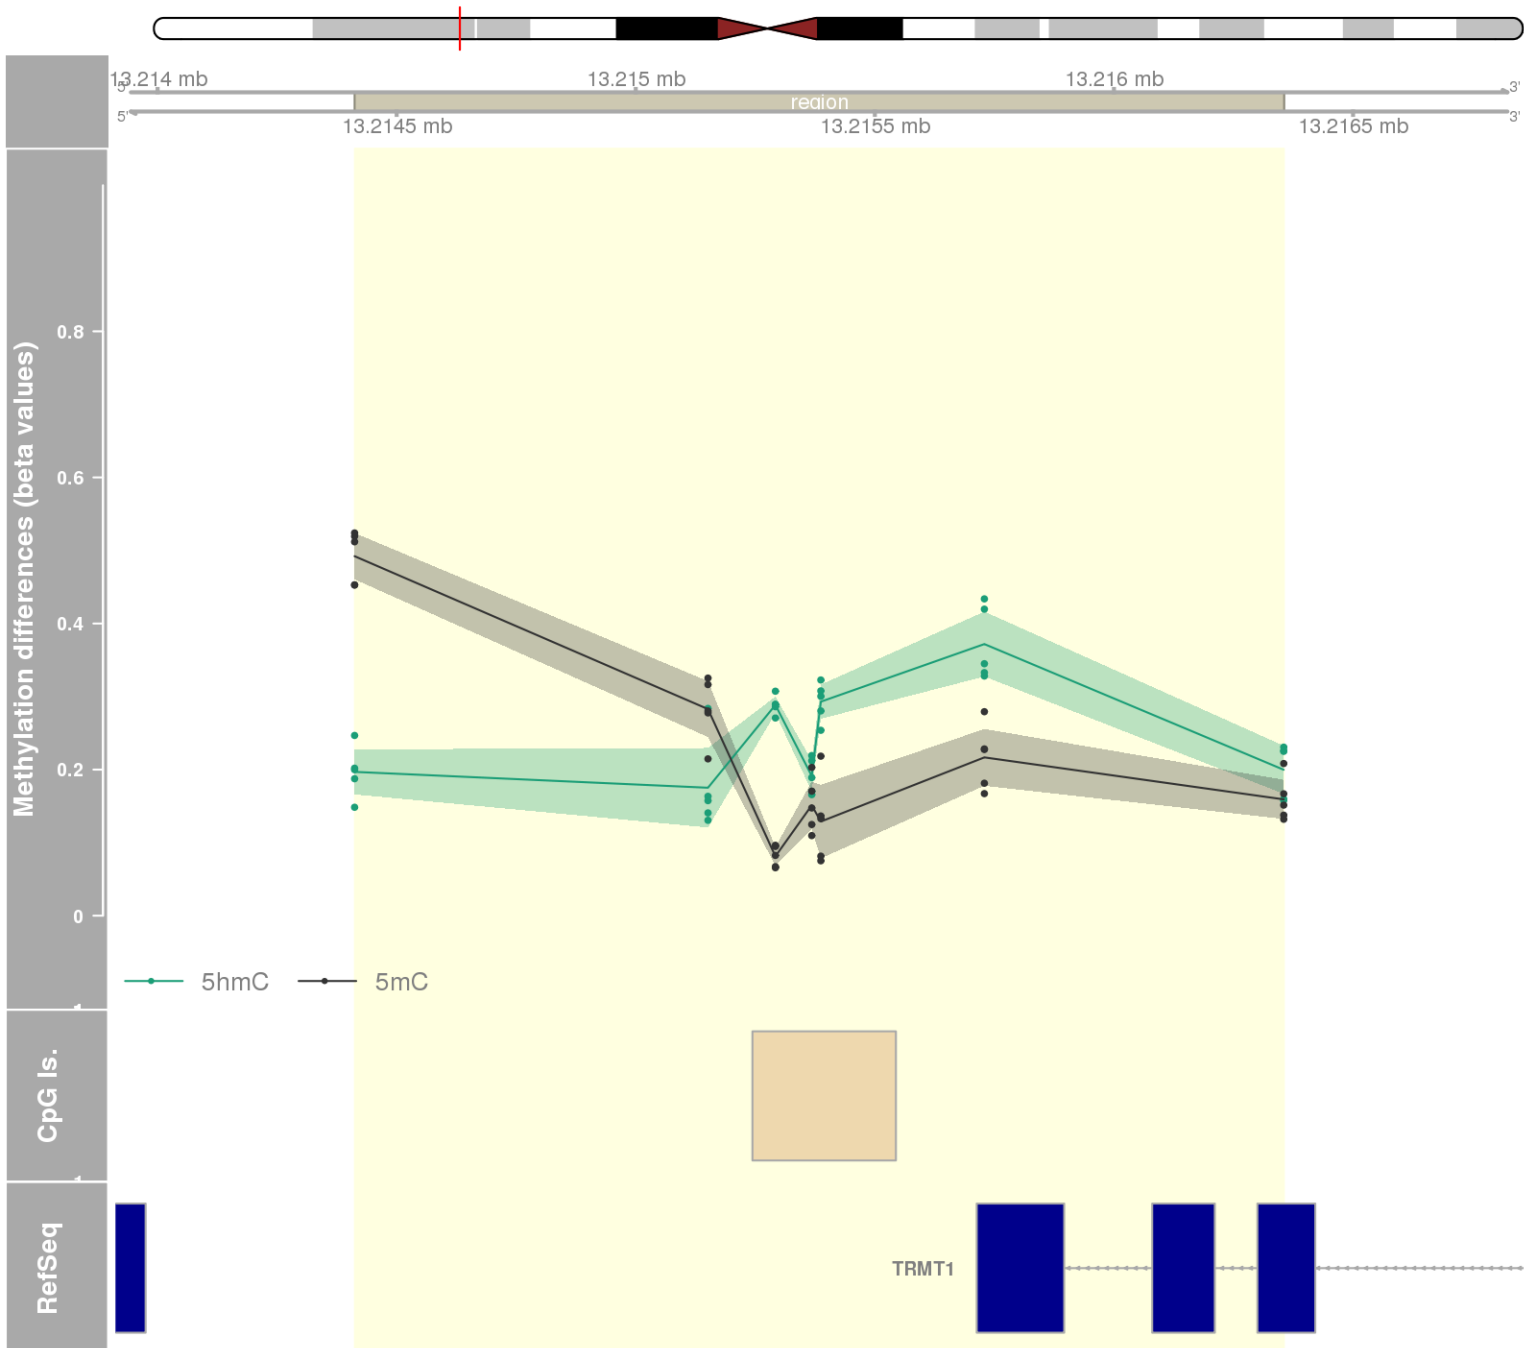 13.214 mb
13.215 mb
13.216 mb
5'
3'
region
5'
3'
13.2145 mb
13.2155 mb
13.2165 mb
Methylation differences (beta values)
0.8
0.6
0.4
0.2
0
5hmC
5mC
CpG Is.
RefSeq
TRMT1